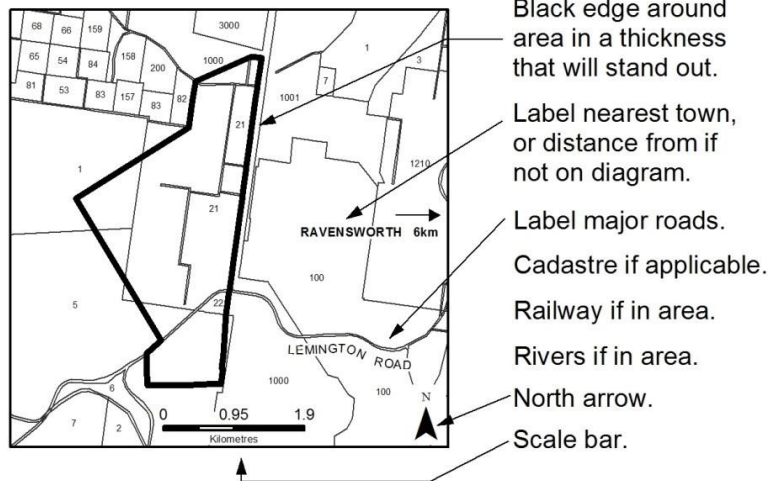 68
66
159
3000
65
54
84
158
200
1000
1
3
81
53
83
157
83
82
7
1001
21
1
1210
21
RAVENSWORTH 6km
100
5
22
LEMINGTON ROAD
6
1000
100
7
2
0 0.95 1.9
Kilometres
N
Black edge around
area in a thickness
that will stand out.
Label nearest town,
or distance from if
not on diagram.
Label major roads.
Cadastre if applicable.
Railway if in area.
Rivers if in area.
North arrow.
Scale bar.